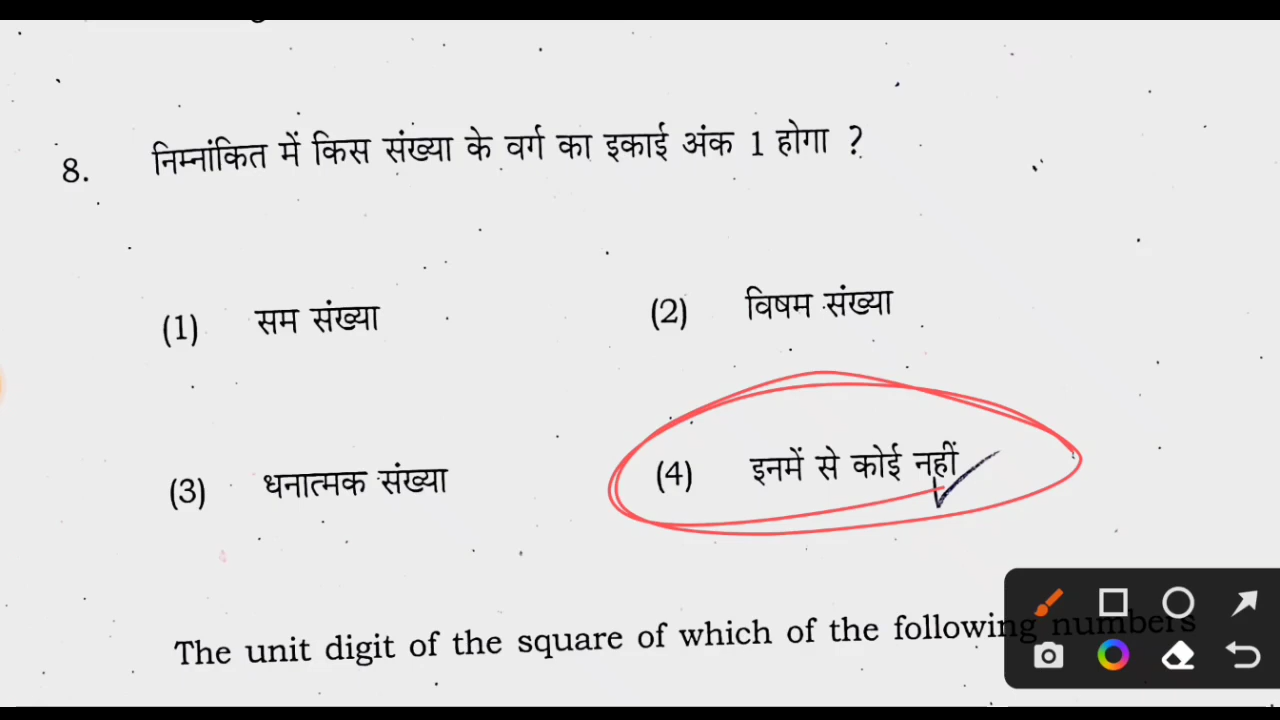 8. निम्नांकित में किस संख्या के वर्ग का इकाई अंक 1 होगा ?
(1) सम संख्या (2) विषम संख्या
(3) धनात्मक संख्या (4) इनमें से कोई नहीं
The unit digit of the square of which of the following numbers